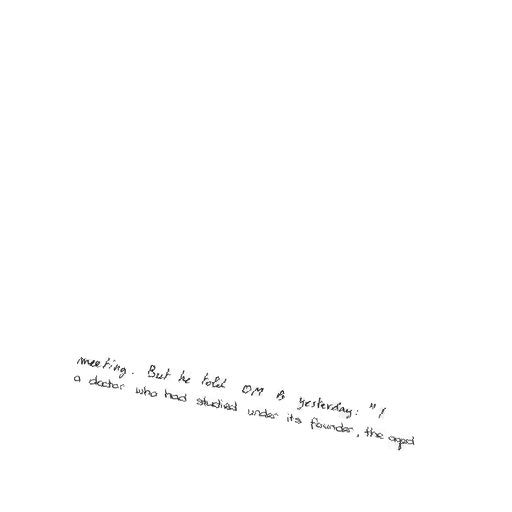 meeting. But he told OM yesterday: "I
a doctor who had studied under its founder, the aged